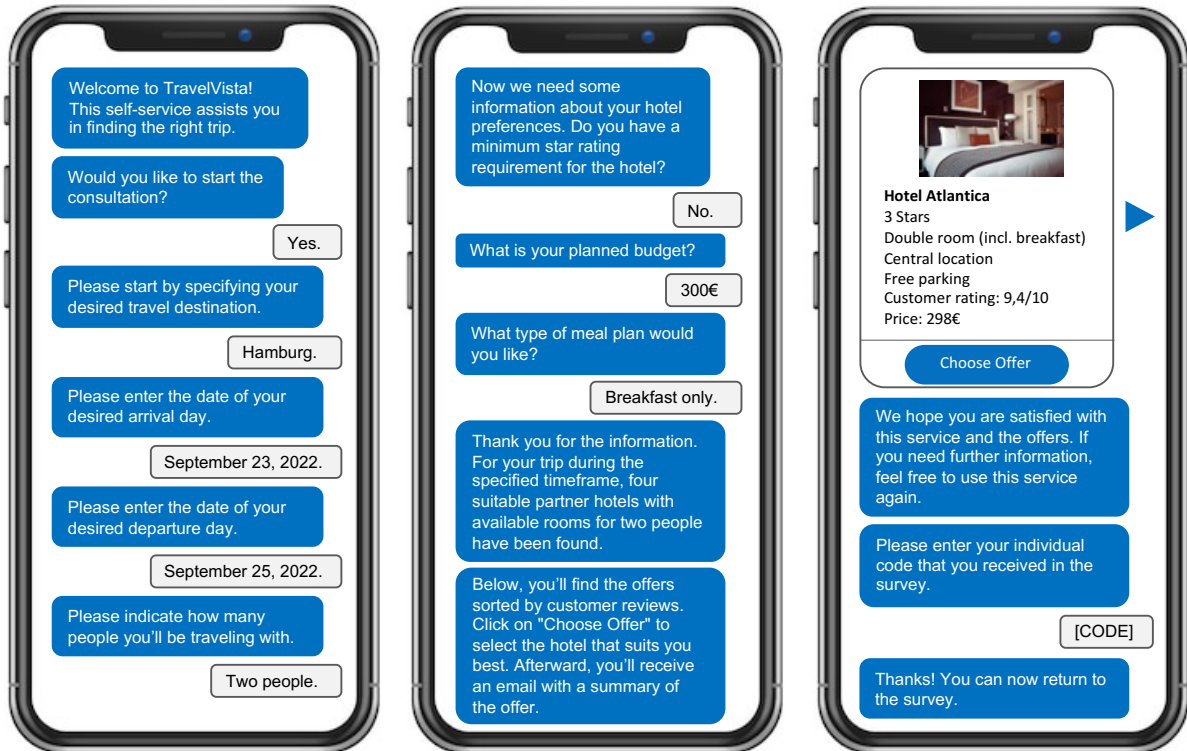 Welcome to TravelVista!
This self-service assists you
in finding the right trip.
Would you like to start the
consultation?
Yes.
Please start by specifying your
desired travel destination.
Hamburg.
Please enter the date of your
desired arrival day.
September 23, 2022.
Please enter the date of your
desired departure day.
September 25, 2022.
Please indicate how many
people you’ll be traveling with.
Two people.
Now we need some
information about your hotel
preferences. Do you have a
minimum star rating
requirement for the hotel?
No.
What is your planned budget?
300€
What type of meal plan would
you like?
Breakfast only.
Thank you for the information.
For your trip during the
specified timeframe, four
suitable partner hotels with
available rooms for two people
have been found.
Below, you’ll find the offers
sorted by customer reviews.
Click on "Choose Offer" to
select the hotel that suits you
best. Afterward, you’ll receive
an email with a summary of
the offer.
Hotel Atlantica
3 Stars
Double room (incl. breakfast)
Central location
Free parking
Customer rating: 9,4/10
Price: 298€
Choose Offer
We hope you are satisfied with
this service and the offers. If
you need further information,
feel free to use this service
again.
Please enter your individual
code that you received in the
survey.
[CODE]
Thanks! You can now return to
the survey.